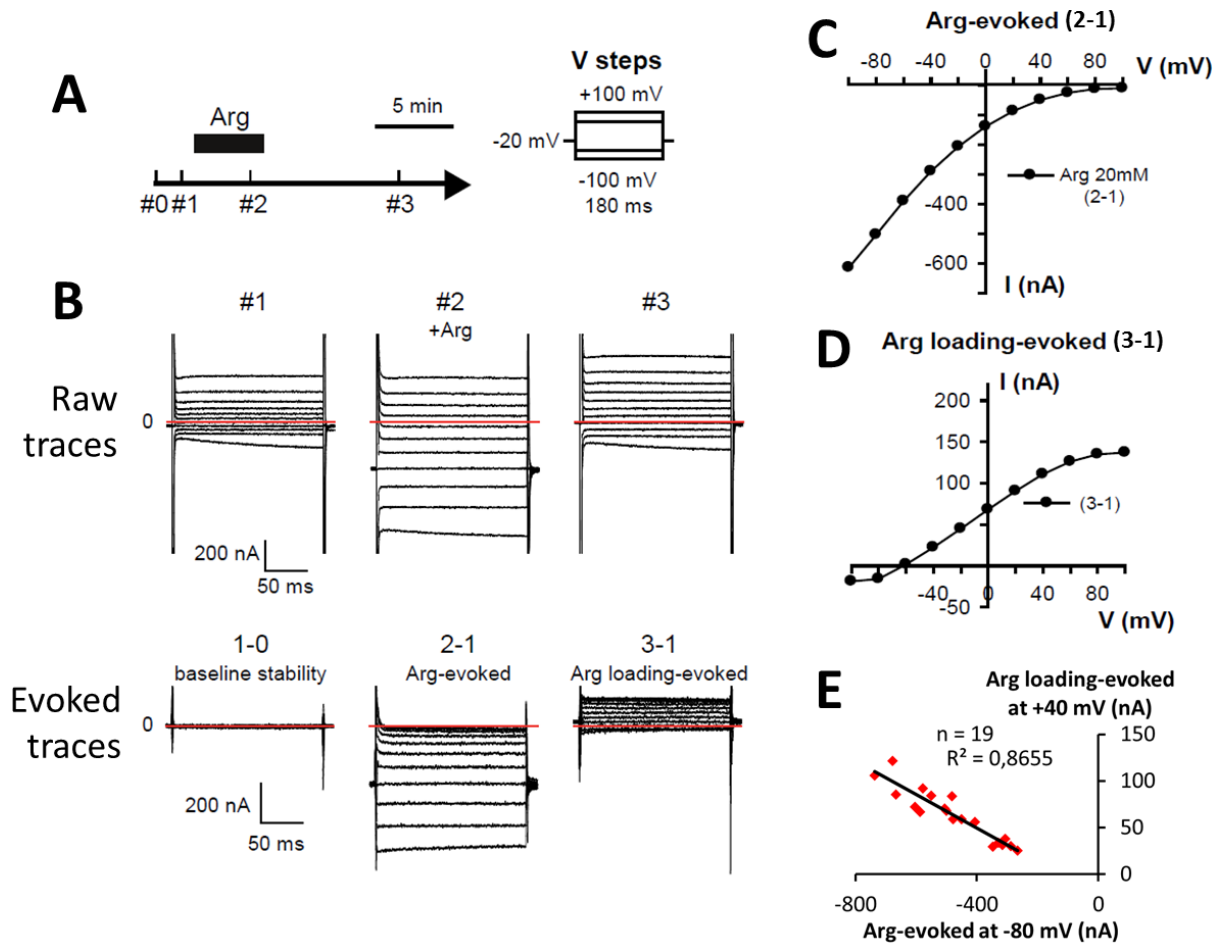 A
Arg
5 min
#0 #1 #2 #3
V steps
+100 mV
-20 mV
-100 mV
180 ms
B
#1 #2 #3
+Arg
Raw
traces
0
200 nA
50 ms
1-0 2-1 3-1
baseline stability Arg-evoked Arg loading-evoked
Evoked
traces
0
200 nA
50 ms
C
Arg-evoked (2-1)
-80 -40 0 40 80
V (mV)
Arg 20mM
(2-1)
-400
-600
I (nA)
D
Arg loading-evoked (3-1)
I (nA)
200
150
100
(3-1)
-40 0 40 80
-50
V (mV)
E
Arg loading-evoked
at +40 mV (nA)
n = 19
R² = 0,8655
150
100
50
0
-800 -400 0
Arg-evoked at -80 mV (nA)